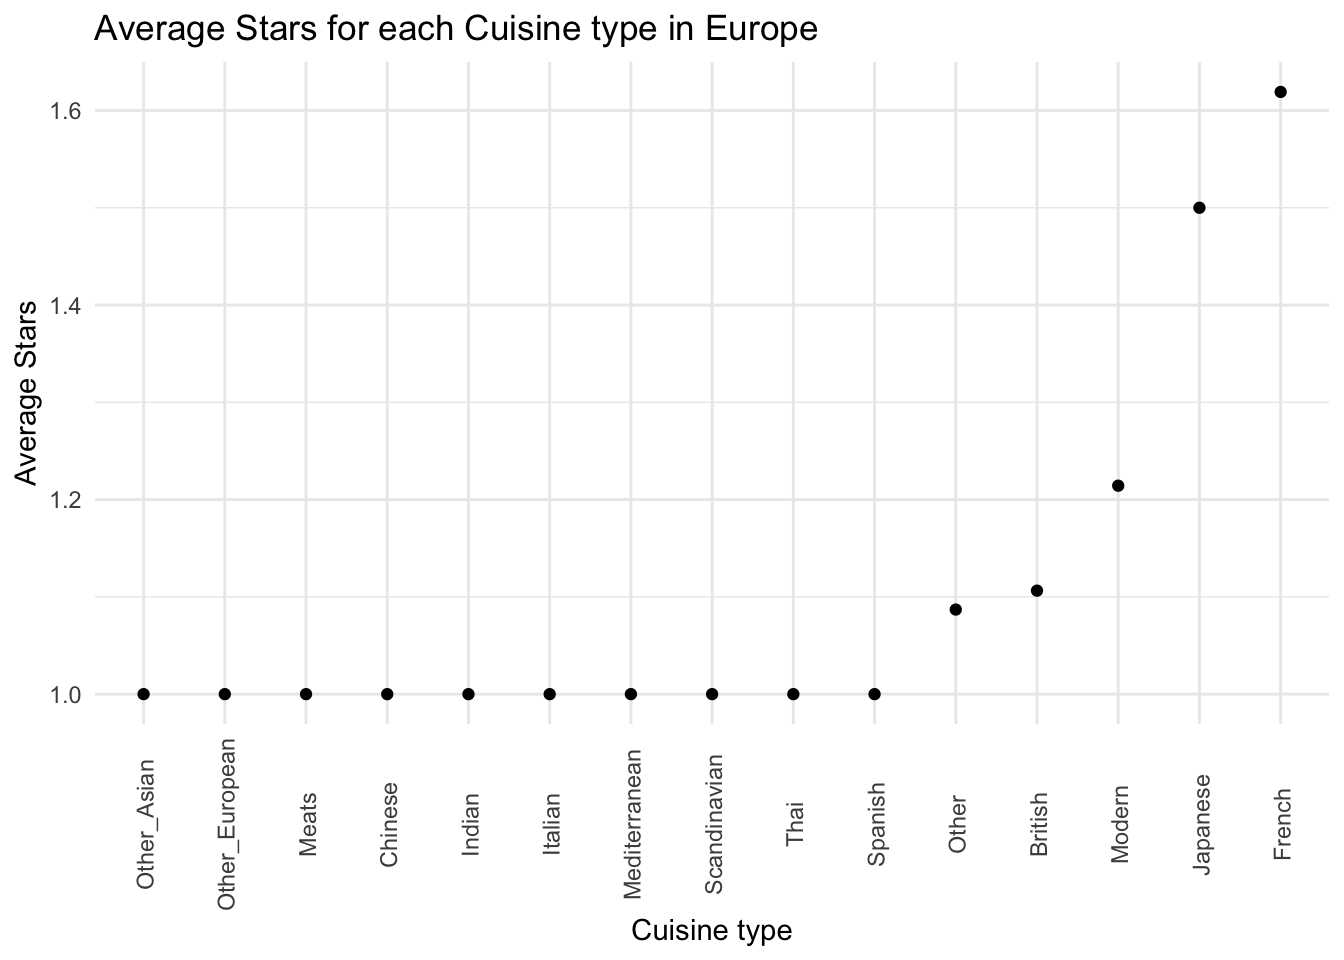 Average Stars for each Cuisine type in Europe
Average Stars
1.6
1.4
1.2
1.0
Other_Asian
Other_European
Meats
Chinese
Indian
Italian
Mediterranean
Scandinavian
Thai
Spanish
Other
British
Modern
Japanese
French
Cuisine type